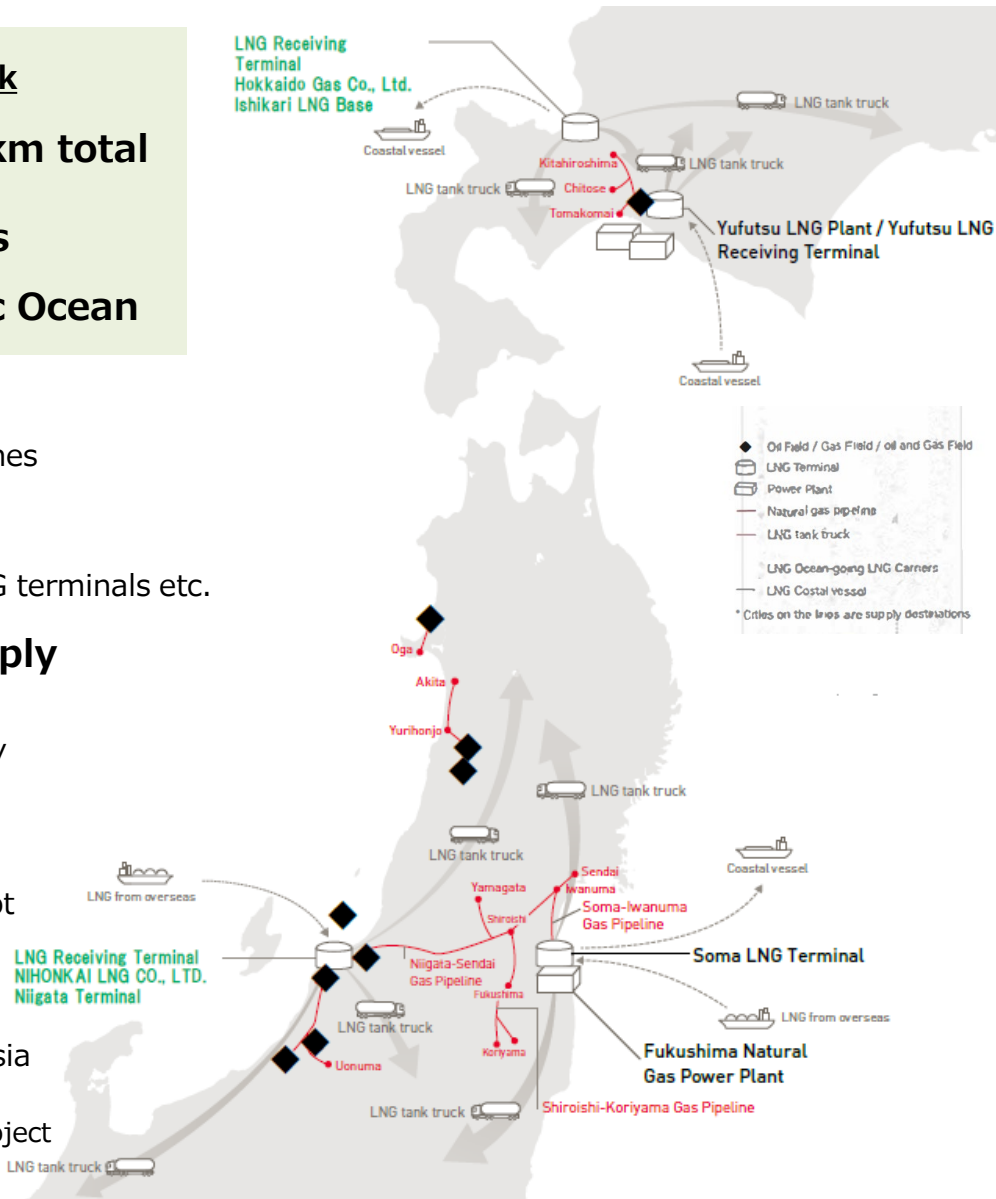 k
km total
s
c Ocean
nes
G terminals etc.
ply
y
ot
sia
oject
LNG Receiving
Terminal
Hokkaido Gas Co., Ltd.
Ishikari LNG Base
Coastal vessel
LNG tank truck
LNG tank truck
LNG tank truck
Kitahiroshima
Chitose
Tomakomai
Yufutsu LNG Plant / Yufutsu LNG
Receiving Terminal
Coastal vessel
Oil Field / Gas Field / oil and Gas Field
LNG Terminal
Power Plant
Natural gas pipeline
LNG tank truck
LNG Ocean-going LNG Carriers
LNG Costal vessel
* Cities on the lines are supply destinations
Oga
Akita
Yurihonjo
LNG tank truck
LNG tank truck
Coastal vessel
LNG from overseas
Sendai
Yamagata
Iwanuma
Shiroishi
Soma-Iwanuma
Gas Pipeline
LNG Receiving Terminal
NIHONKAI LNG CO., LTD.
Niigata Terminal
Niigata-Sendai
Gas Pipeline
Soma LNG Terminal
Fukushima
LNG from overseas
LNG tank truck
Koriyama
Uonuma
Fukushima Natural
Gas Power Plant
LNG tank truck
Shiroishi-Koriyama Gas Pipeline
LNG tank truck